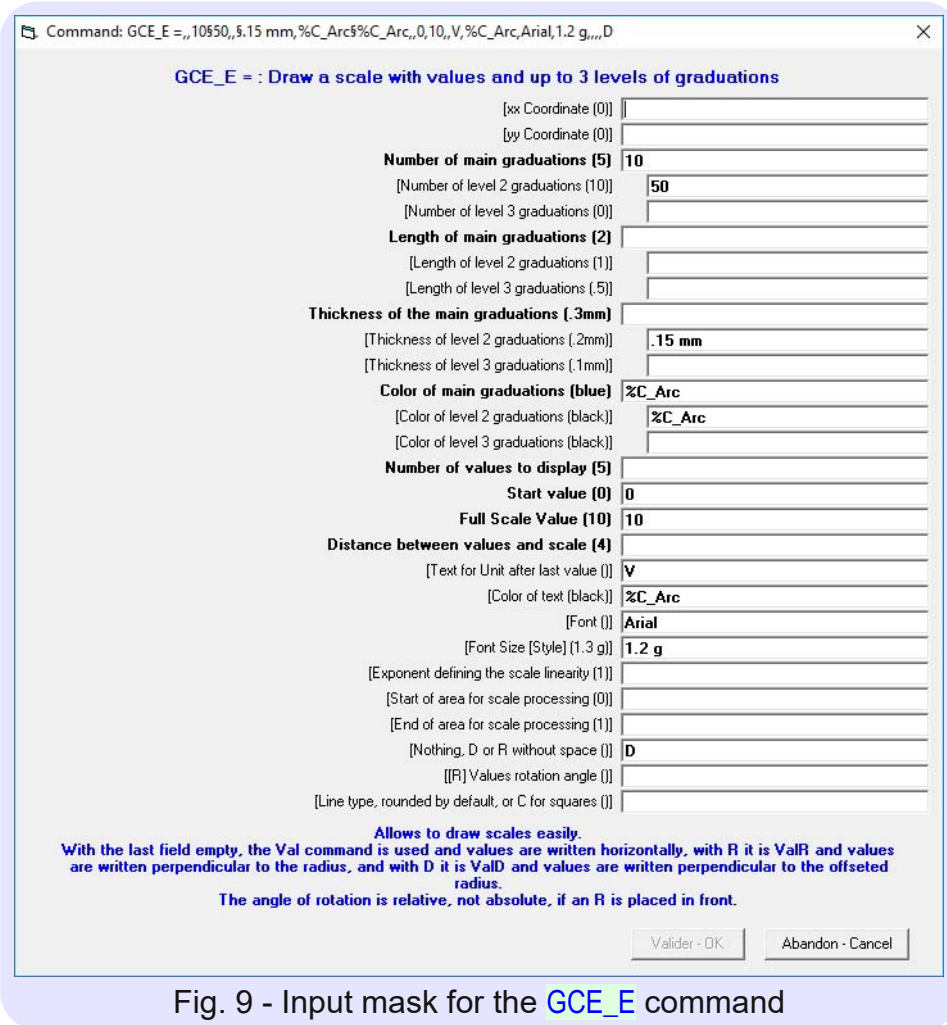 Command: GCE_E =,,10§50,,§.15 mm,%C_Arc§%C_Arc,,0,10,,V,%C_Arc,Arial,1.2 g,,,,D
GCE_E = : Draw a scale with values and up to 3 levels of graduations
[xx Coordinate (0)]
[yy Coordinate (0)]
Number of main graduations (5) 10
[Number of level 2 graduations (10)] 50
[Number of level 3 graduations (0)]
Length of main graduations (2)
[Length of level 2 graduations (1)]
[Length of level 3 graduations (.5)]
Thickness of the main graduations (.3mm)
[Thickness of level 2 graduations (.2mm)] .15 mm
[Thickness of level 3 graduations (.1mm)]
Color of main graduations (blue) %C_Arc
[Color of level 2 graduations (black)] %C_Arc
[Color of level 3 graduations (black)]
Number of values to display (5)
Start value (0) 0
Full Scale Value (10) 10
Distance between values and scale (4)
[Text for Unit after last value ()] V
[Color of text (black)] %C_Arc
[Font ()] Arial
[Font Size [Style] (1.3 g)] 1.2 g
[Exponent defining the scale linearity (1)]
[Start of area for scale processing (0)]
[End of area for scale processing (1)]
[Nothing, D or R without space ()] D
[[R] Values rotation angle ()]
[Line type, rounded by default, or C for squares ()]
Allows to draw scales easily.
With the last field empty, the Val command is used and values are written horizontally, with R it is ValR and values
are written perpendicular to the radius, and with D it is ValD and values are written perpendicular to the offseted
radius.
The angle of rotation is relative, not absolute, if an R is placed in front.
Valider - OK Abandon - Cancel
Fig. 9 - Input mask for the GCE_E command